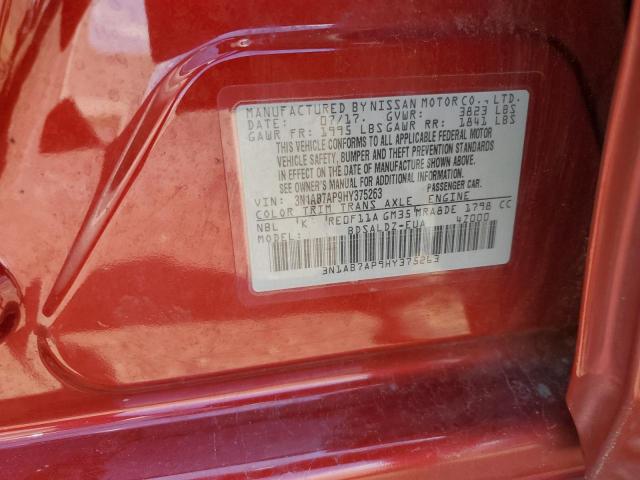 MANUFACTURED BY NISSAN MOTOR CO., LTD.
DATE: 07/17. GVWR: 3823 LBS
GAWR FR: 1995 LBS GAWR RR: 1841 LBS
THIS VEHICLE CONFORMS TO ALL APPLICABLE FEDERAL MOTOR
VEHICLE SAFETY, BUMPER AND THEFT PREVENTION STANDARDS
IN EFFECT ON THE DATE OF MANUFACTURE SHOWN ABOVE.
SEE OWNER'S MANUAL FOR ADDITIONAL INFORMATION.
VIN: 3N1AB7AP9HY375263 PASSENGER CAR
COLOR TRIM TRANS AXLE ENGINE
NBL K RE0F11A GM35 MRA8DE 1798 CC
MODEL: BDSALDZ-EUA 4Z000
3N1AB7AP9HY375263